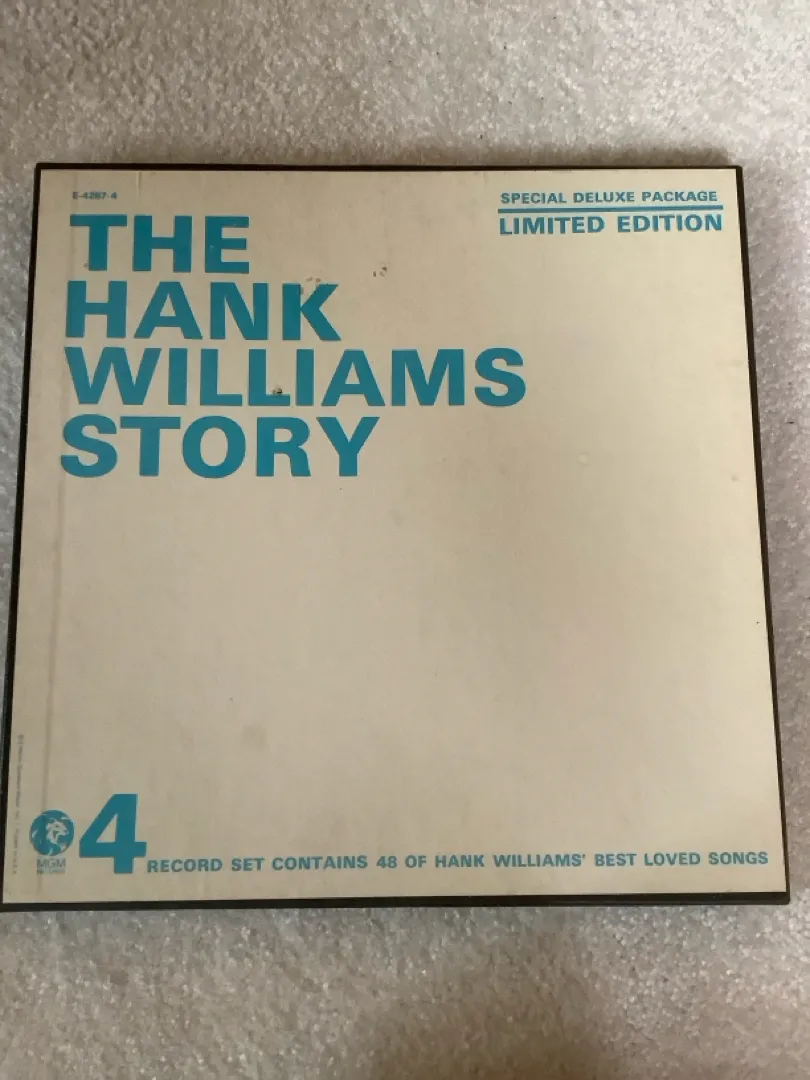 E-4267-4
SPECIAL DELUXE PACKAGE
LIMITED EDITION
THE
HANK
WILLIAMS
STORY
MGM
RECORDS
4 RECORD SET CONTAINS 48 OF HANK WILLIAMS' BEST LOVED SONGS